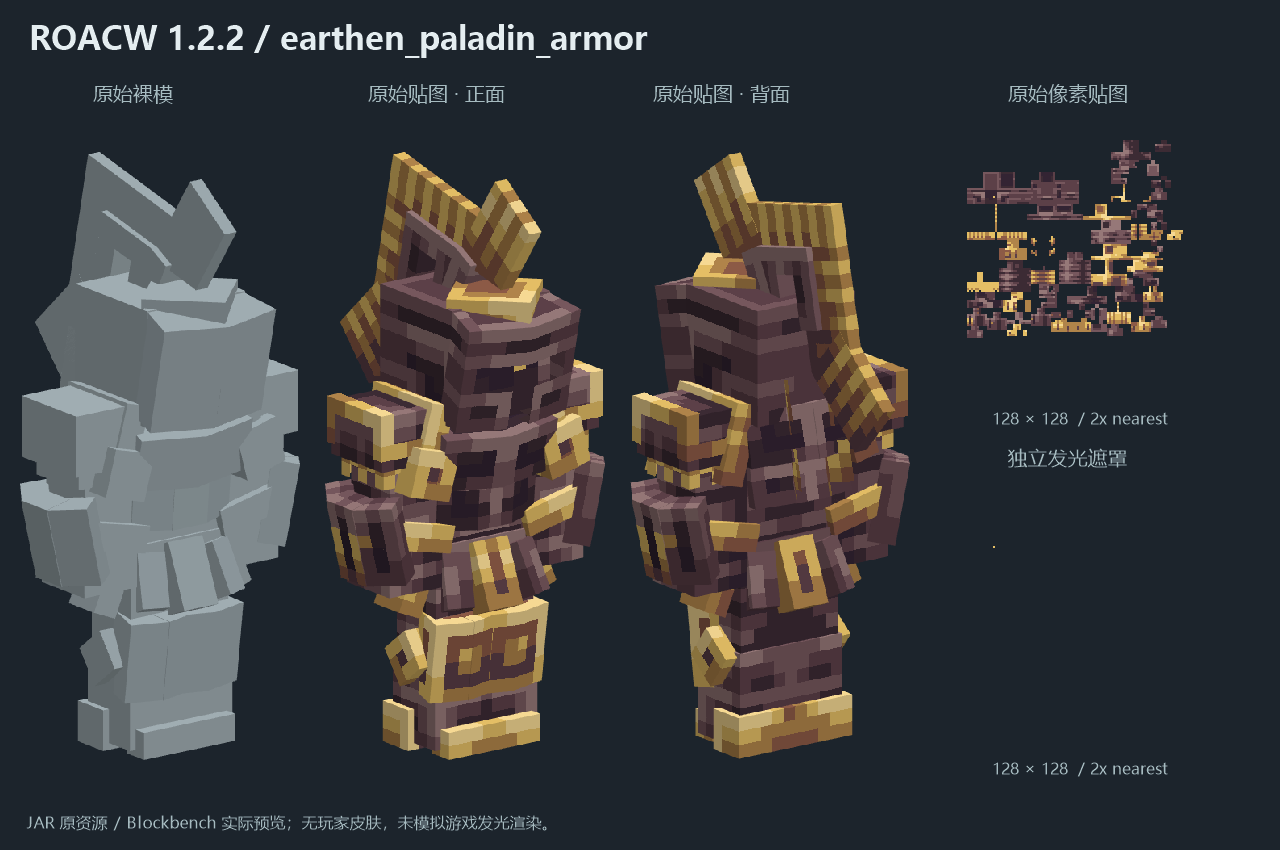 ROACW 1.2.2 / earthen_paladin_armor
原始裸模
原始贴图 · 正面
原始贴图 · 背面
原始像素贴图
128 × 128 / 2x nearest
独立发光遮罩
128 × 128 / 2x nearest
JAR 原资源 / Blockbench 实际预览；无玩家皮肤，未模拟游戏发光渲染。